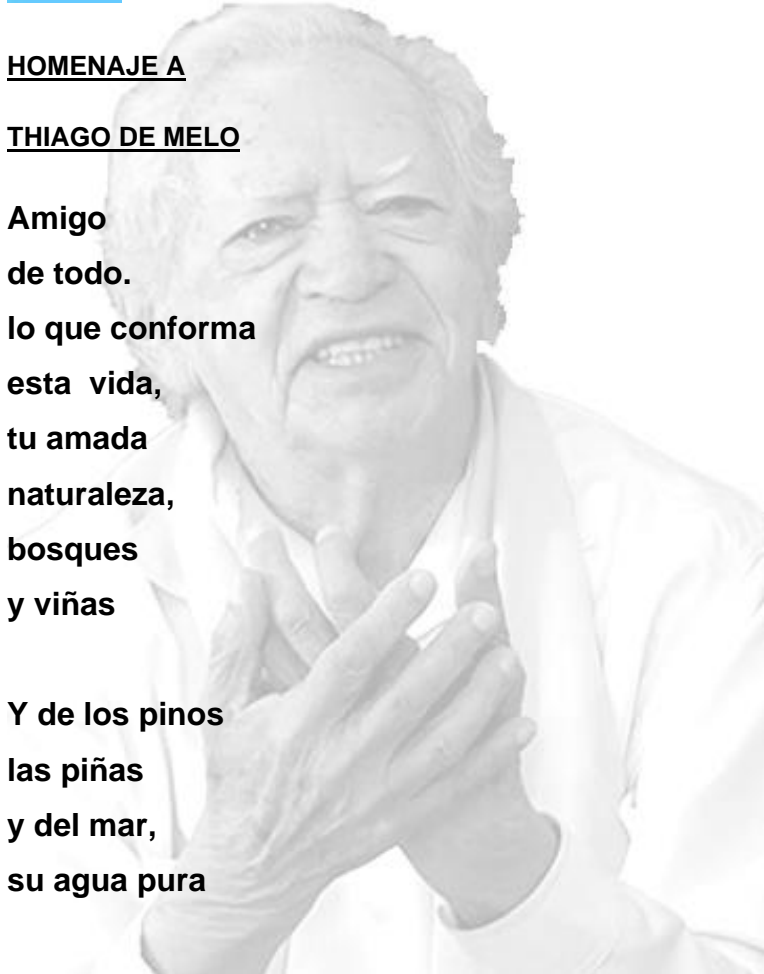 HOMENAJE A
THIAGO DE MELO
Amigo
de todo.
lo que conforma
esta  vida,
tu amada
naturaleza,
bosques
y viñas
Y de los pinos
las piñas
y del mar,
su agua pura